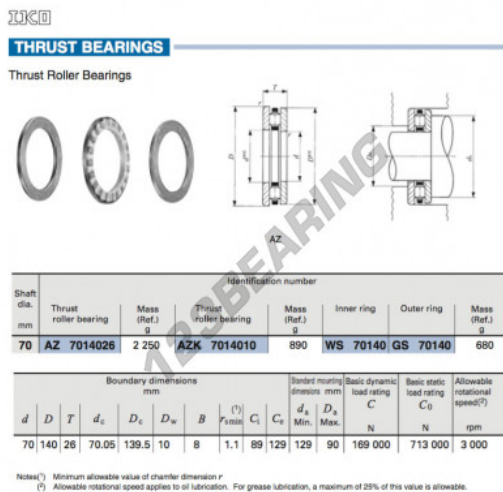 IKO
THRUST BEARINGS
Thrust Roller Bearings
T
r
r
D
d
d
AZ
123BEARING
Identification number
Shaft dia. mm Thrust roller bearing Mass (Ref.) g Thrust roller bearing Mass (Ref.) g Inner ring Outer ring Mass (Ref.) g
70 AZ 7014026 2 250 AZK 7014010 890 WS 70140 GS 70140 680
Boundary dimensions mm Standard mounting dimensions mm Basic dynamic load rating C N Basic static load rating C0 N Allowable rotational speed(2) rpm
d D T dc Dc Dw B rs min(1) Ci Ce da Min. Da Max.
70 140 26 70.05 139.5 10 8 1.1 89 129 129 90 169 000 713 000 3 000
Notes(1) Minimum allowable value of chamfer dimension r
(2) Allowable rotational speed applies to oil lubrication. For grease lubrication, a maximum of 25% of this value is allowable.